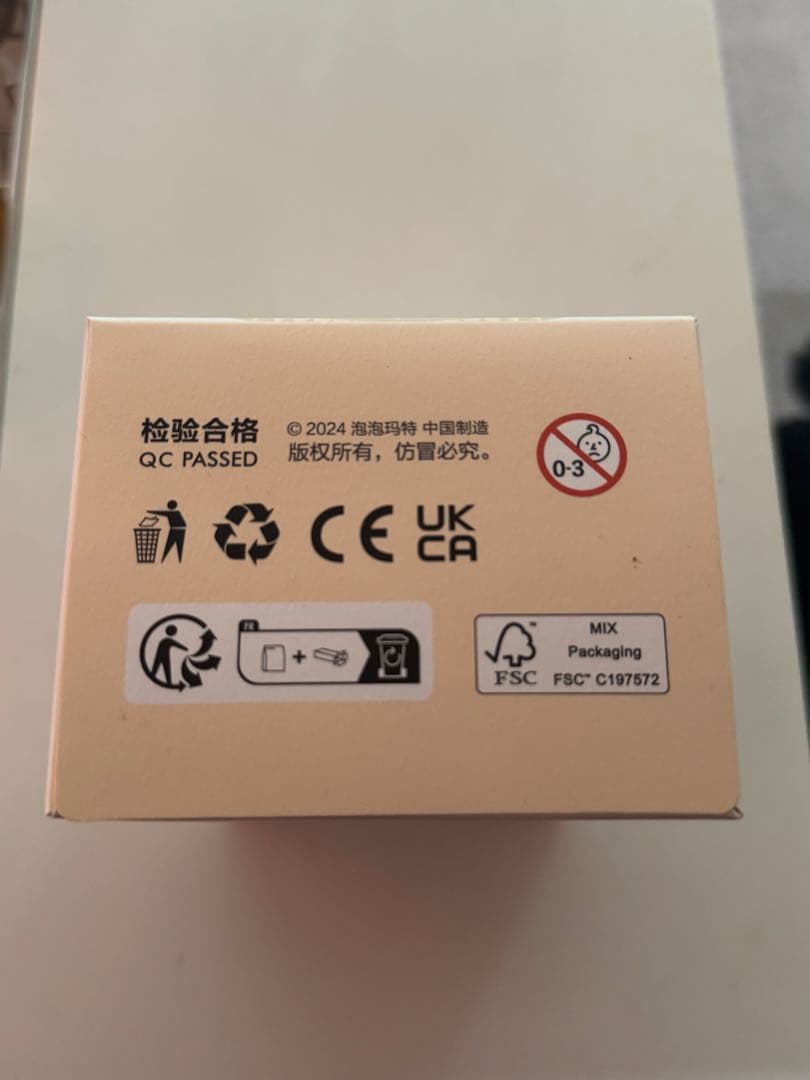 检验合格
QC PASSED
© 2024 泡泡玛特 中国制造
版权所有，仿冒必究。
0-3
CE
UK
CA
FR
+
FSC™
MIX
Packaging
FSC™ C197572